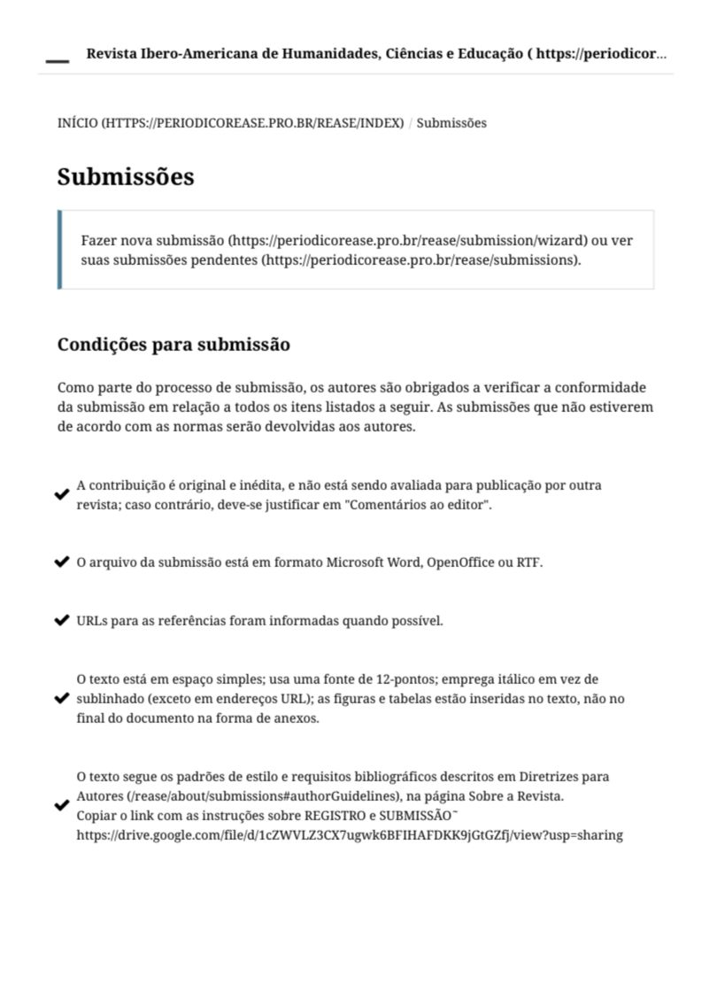 Revista Ibero-Americana de Humanidades, Ciências e Educação ( https://periodicor...
INÍCIO (HTTPS://PERIODICOREASE.PRO.BR/REASE/INDEX) / Submissões
Submissões
Fazer nova submissão (https://periodicorease.pro.br/rease/submission/wizard) ou ver
suas submissões pendentes (https://periodicorease.pro.br/rease/submissions).
Condições para submissão
Como parte do processo de submissão, os autores são obrigados a verificar a conformidade
da submissão em relação a todos os itens listados a seguir. As submissões que não estiverem
de acordo com as normas serão devolvidas aos autores.
A contribuição é original e inédita, e não está sendo avaliada para publicação por outra
revista; caso contrário, deve-se justificar em "Comentários ao editor".
O arquivo da submissão está em formato Microsoft Word, OpenOffice ou RTF.
URLs para as referências foram informadas quando possível.
O texto está em espaço simples; usa uma fonte de 12-pontos; emprega itálico em vez de
sublinhado (exceto em endereços URL); as figuras e tabelas estão inseridas no texto, não no
final do documento na forma de anexos.
O texto segue os padrões de estilo e requisitos bibliográficos descritos em Diretrizes para
Autores (/rease/about/submissions#authorGuidelines), na página Sobre a Revista.
Copiar o link com as instruções sobre REGISTRO e SUBMISSÃO˜
https://drive.google.com/file/d/1cZWVLZ3CX7ugwk6BFIHAFDKK9jGtGZfj/view?usp=sharing